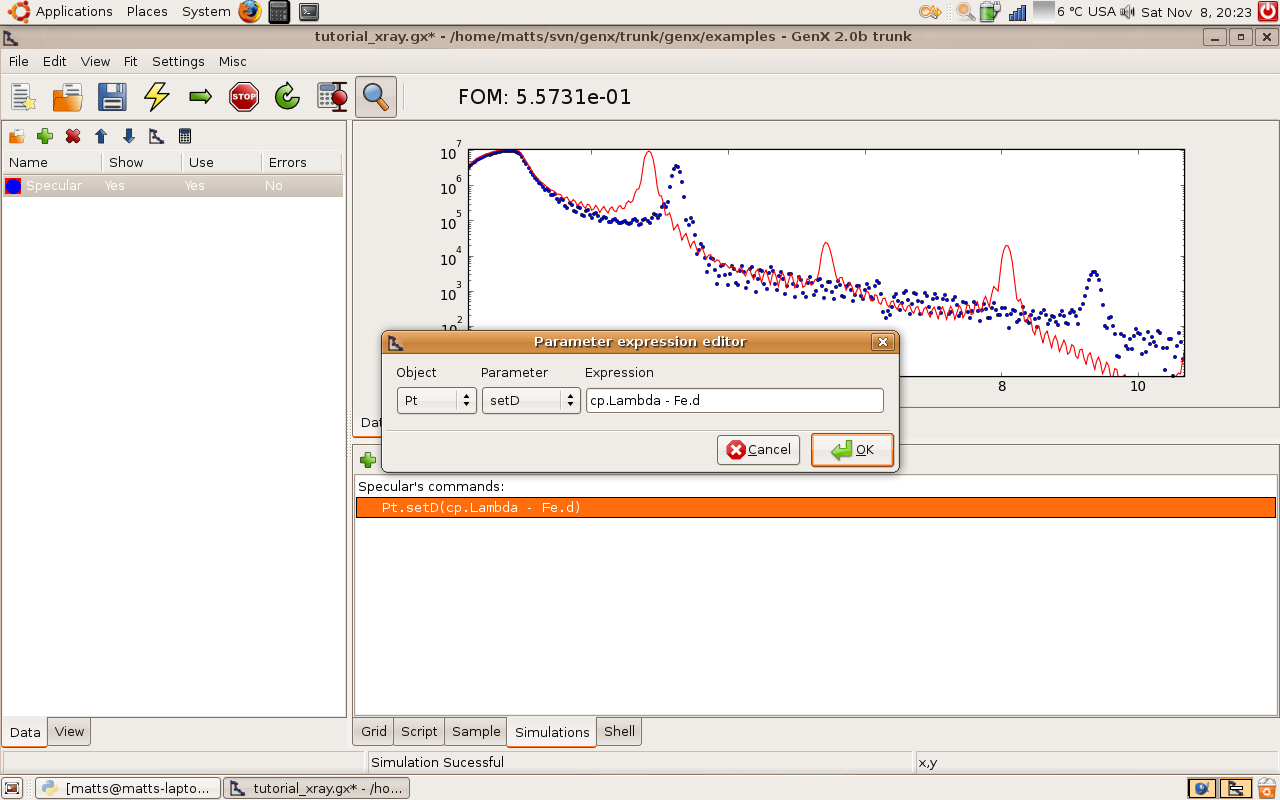 Applications Places System 6 °C USA Sat Nov 8, 20:23
tutorial_xray.gx* - /home/matts/svn/genx/trunk/genx/examples - GenX 2.0b trunk
File Edit View Fit Settings Misc
STOP FOM: 5.5731e-01
Name Show Use Errors
Specular Yes Yes No
10^7
10^6
10^5
10^4
10^3
10^2
8 10
Parameter expression editor
Object Parameter Expression
Pt setD cp.Lambda - Fe.d
Cancel OK
Specular's commands:
Pt.setD(cp.Lambda - Fe.d)
Data View Grid Script Sample Simulations Shell
Simulation Sucessful x,y
[matts@matts-lapto... tutorial_xray.gx* - /ho...